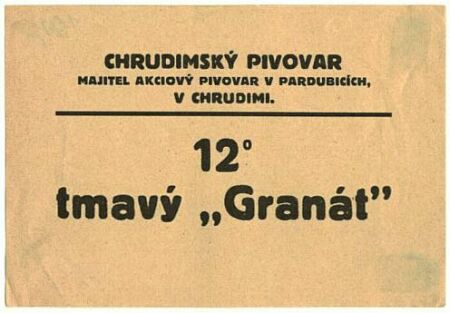 CHRUDIMSKÝ PIVOVAR
MAJITEL AKCIOVÝ PIVOVAR V PARDUBICÍCH,
V CHRUDIMI.
12°
tmavý „Granát”